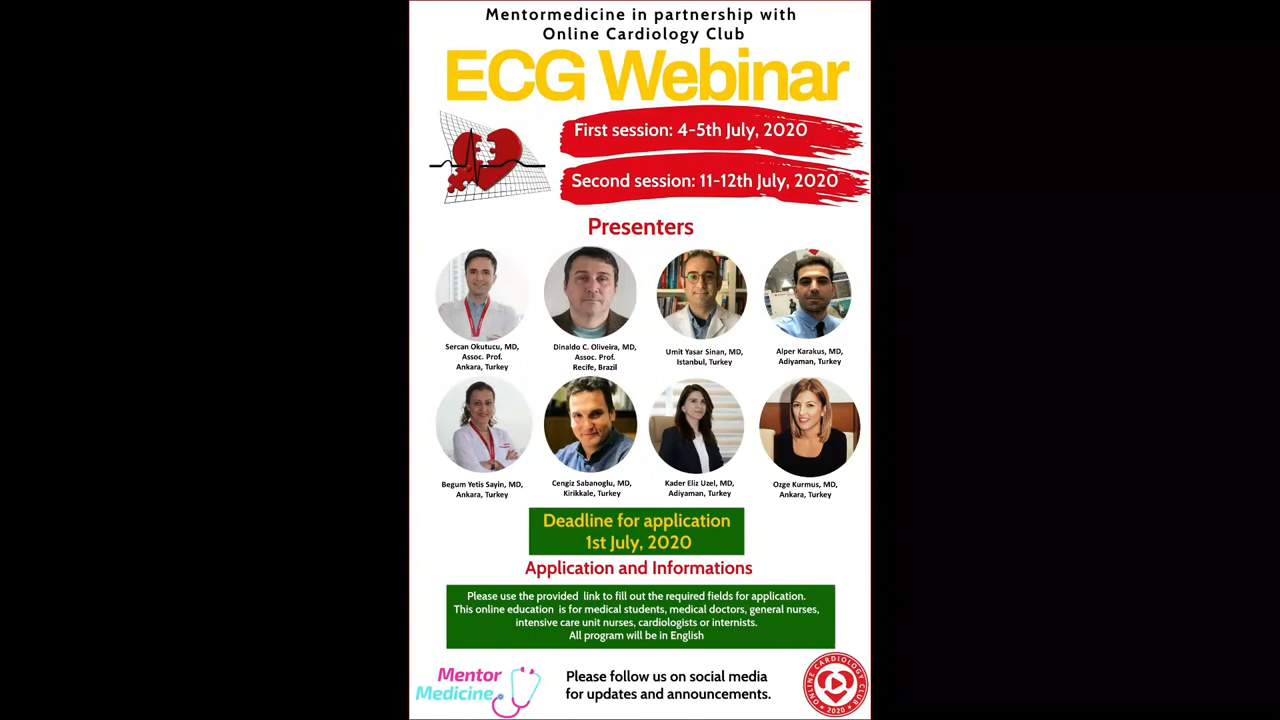 Mentormedicine in partnership with
Online Cardiology Club
ECG Webinar
First session: 4-5th July, 2020
Second session: 11-12th July, 2020
Presenters
Sercan Okutucu, MD,
Assoc. Prof.
Ankara, Turkey
Dinaldo C. Oliveira, MD,
Assoc. Prof.
Recife, Brazil
Umit Yasar Sinan, MD,
Istanbul, Turkey
Alper Karakus, MD,
Adiyaman, Turkey
Begum Yetis Sayin, MD,
Ankara, Turkey
Cengiz Sabanoglu, MD,
Kirikkale, Turkey
Kader Eliz Uzel, MD,
Adiyaman, Turkey
Ozge Kurmus, MD,
Ankara, Turkey
Deadline for application
1st July, 2020
Application and Informations
Please use the provided link to fill out the required fields for application.
This online education is for medical students, medical doctors, general nurses,
intensive care unit nurses, cardiologists or internists.
All program will be in English
Mentor
Medicine
Please follow us on social media
for updates and announcements.
ONLINE CARDIOLOGY CLUB
2020